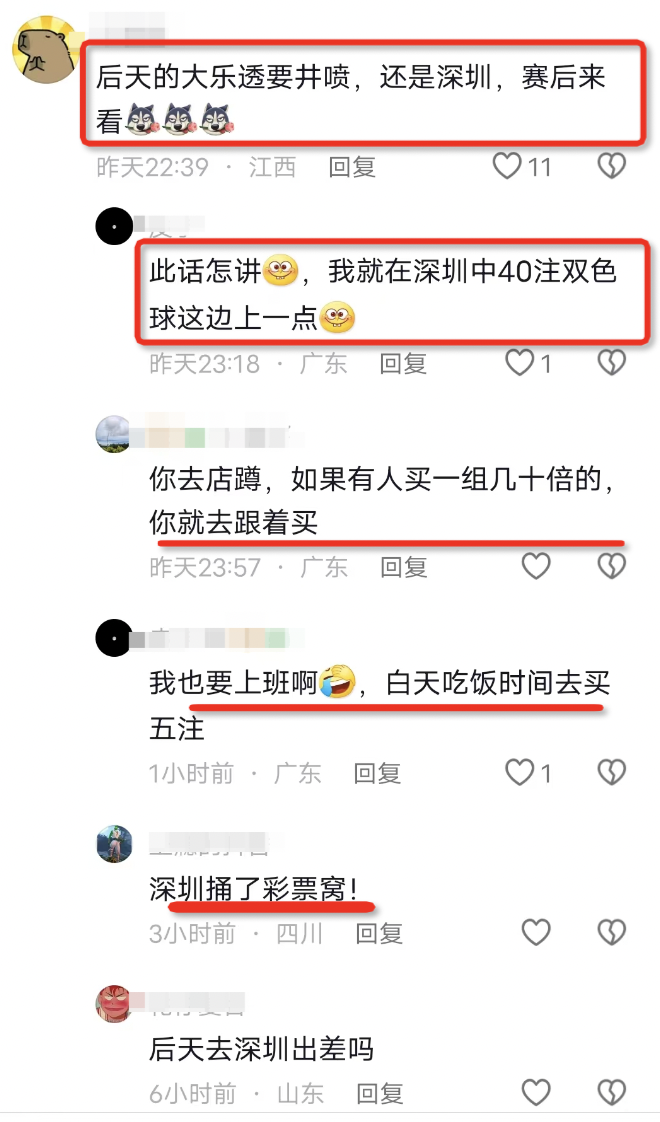 后天的大乐透要井喷，还是深圳，赛后来
看
昨天22:39 · 江西 回复 11
此话怎讲，我就在深圳中40注双色
球这边上一点
昨天23:18 · 广东 回复 1
你去店蹲，如果有人买一组几十倍的，
你就去跟着买
昨天23:57 · 广东 回复
我也要上班啊，白天吃饭时间去买
五注
1小时前 · 广东 回复 1
深圳捅了彩票窝！
3小时前 · 四川 回复
后天去深圳出差吗
6小时前 · 山东 回复